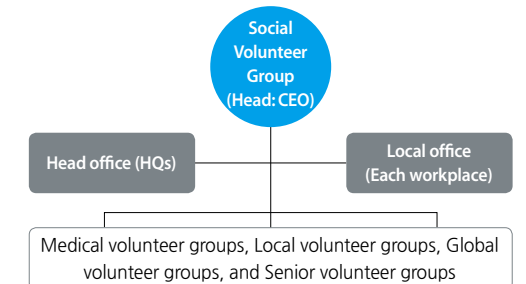 Social
Volunteer
Group
(Head: CEO)
Head office (HQs)
Local office
(Each workplace)
Medical volunteer groups, Local volunteer groups, Global
volunteer groups, and Senior volunteer groups